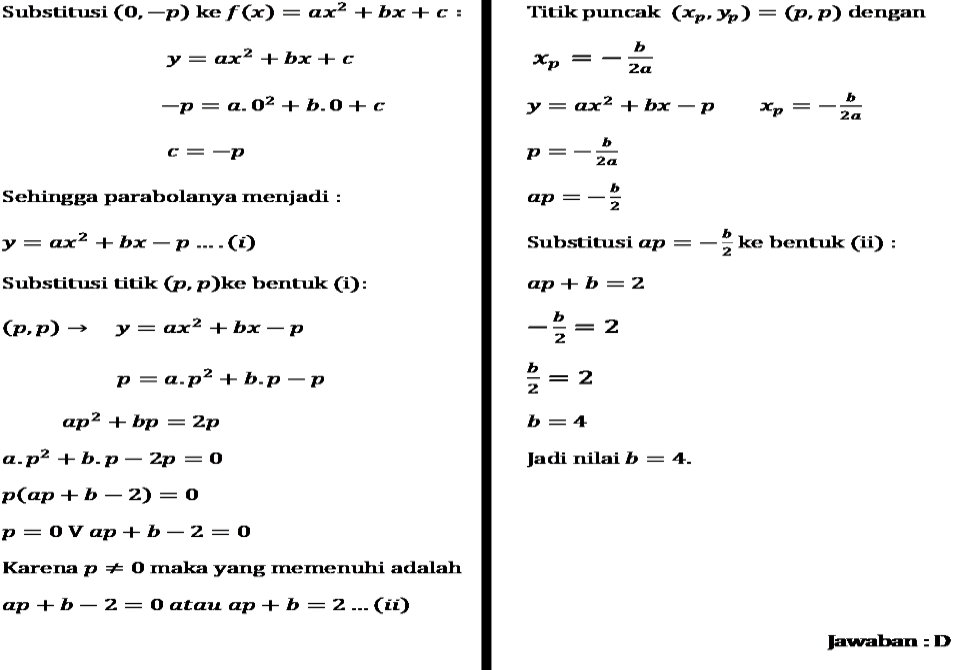 Substitusi (0, −p) ke f(x) = ax² + bx + c :
y = ax² + bx + c
−p = a. 0² + b. 0 + c
c = −p
Sehingga parabolanya menjadi :
y = ax² + bx − p .... (i)
Substitusi titik (p, p)ke bentuk (i):
(p, p) → y = ax² + bx − p
p = a. p² + b. p − p
ap² + bp = 2p
a. p² + b. p − 2p = 0
p(ap + b − 2) = 0
p = 0 V ap + b − 2 = 0
Karena p ≠ 0 maka yang memenuhi adalah
ap + b − 2 = 0 atau ap + b = 2 ... (ii)
Titik puncak (xₚ, yₚ) = (p, p) dengan
xₚ = − b/2a
y = ax² + bx − p xₚ = − b/2a
p = − b/2a
ap = − b/2
Substitusi ap = − b/2 ke bentuk (ii) :
ap + b = 2
− b/2 = 2
b/2 = 2
b = 4
Jadi nilai b = 4.
Jawaban : D